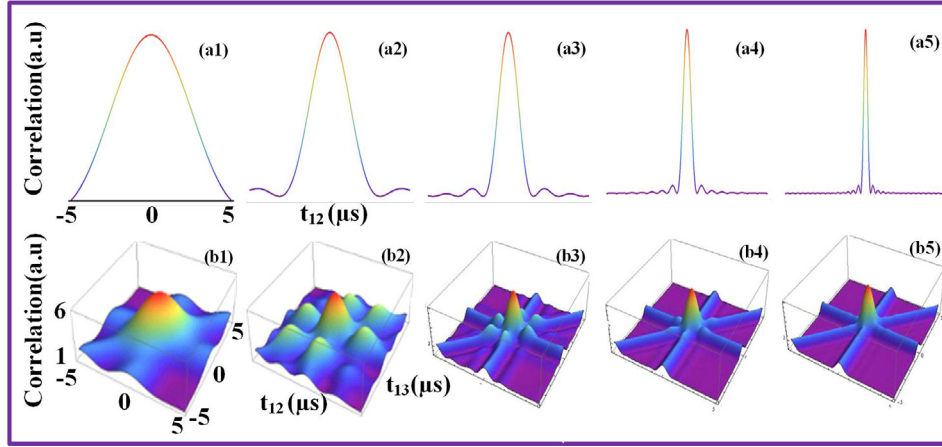 Correlation(a.u)
(a1)
(a2)
(a3)
(a4)
(a5)
-5
0
5
t12 (μs)
Correlation(a.u)
(b1)
(b2)
(b3)
(b4)
(b5)
6
1
-5
0
5
-5
0
5
t12 (μs)
t13 (μs)